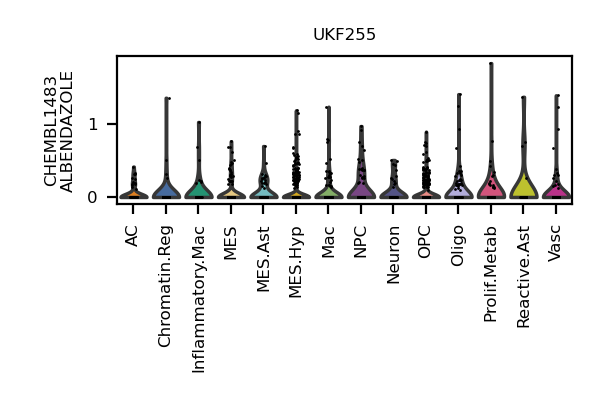 UKF255
CHEMBL1483
ALBENDAZOLE
1
0
AC
Chromatin.Reg
Inflammatory.Mac
MES
MES.Ast
MES.Hyp
Mac
NPC
Neuron
OPC
Oligo
Prolif.Metab
Reactive.Ast
Vasc